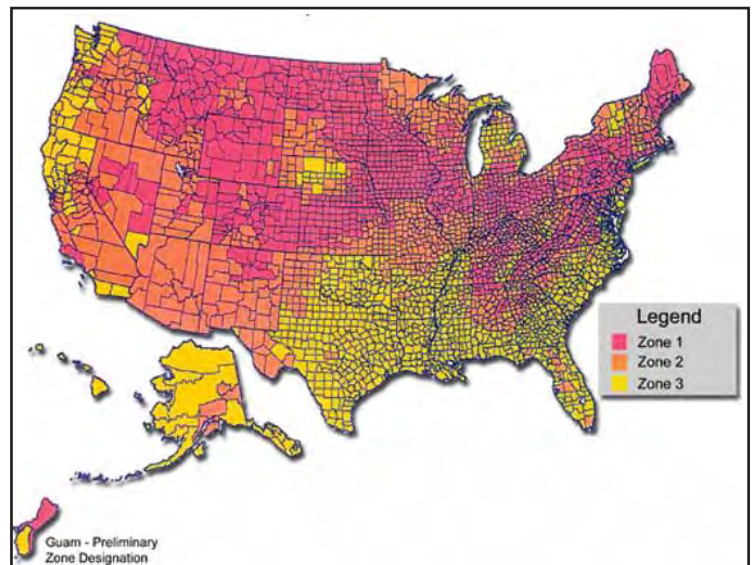 Legend
Zone 1
Zone 2
Zone 3
Guam - Preliminary
Zone Designation